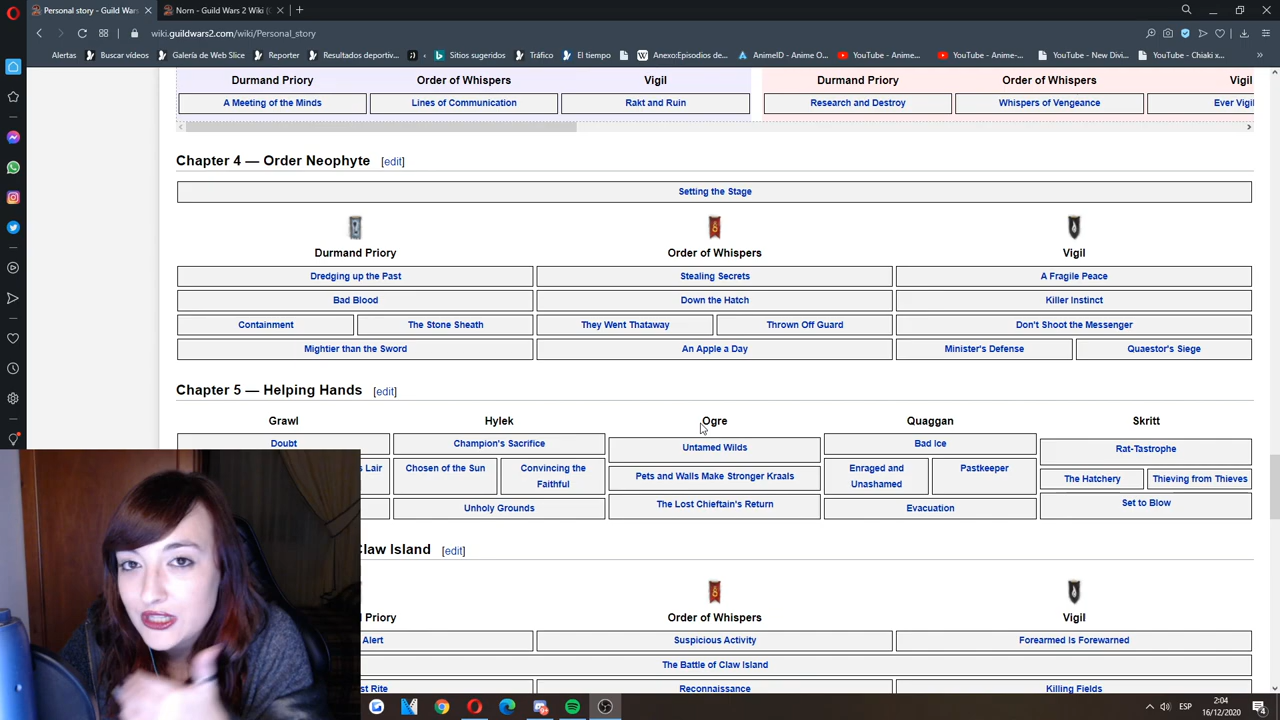 Personal story - Guild Wars
Norn - Guild Wars 2 Wiki (
wiki.guildwars2.com/wiki/Personal_story
Alertas
Buscar vídeos
Galería de Web Slice
Reporter
Resultados deportiv...
Sitios sugeridos
Tráfico
El tiempo
Anexo:Episodios de...
AnimeID - Anime O...
YouTube - Anime-...
YouTube - New Divi...
YouTube - Chiaki x...
Durmand Priory
Order of Whispers
Vigil
Durmand Priory
Order of Whispers
Vigil
A Meeting of the Minds
Lines of Communication
Rakt and Ruin
Research and Destroy
Whispers of Vengeance
Ever Vigil
Chapter 4 — Order Neophyte [edit]
Setting the Stage
Durmand Priory
Order of Whispers
Vigil
Dredging up the Past
Stealing Secrets
A Fragile Peace
Bad Blood
Down the Hatch
Killer Instinct
Containment
The Stone Sheath
They Went Thataway
Thrown Off Guard
Don't Shoot the Messenger
Mightier than the Sword
An Apple a Day
Minister's Defense
Quaestor's Siege
Chapter 5 — Helping Hands [edit]
Grawl
Hylek
Ogre
Quaggan
Skritt
Doubt
Champion's Sacrifice
Untamed Wilds
Bad Ice
Rat-Tastrophe
s Lair
Chosen of the Sun
Convincing the
Faithful
Pets and Walls Make Stronger Kraals
Enraged and
Unashamed
Pastkeeper
The Hatchery
Thieving from Thieves
Unholy Grounds
The Lost Chieftain's Return
Evacuation
Set to Blow
Claw Island [edit]
d Priory
Order of Whispers
Vigil
Alert
Suspicious Activity
Forearmed Is Forewarned
The Battle of Claw Island
st Rite
Reconnaissance
Killing Fields
ESP
2:04
16/12/2020
4